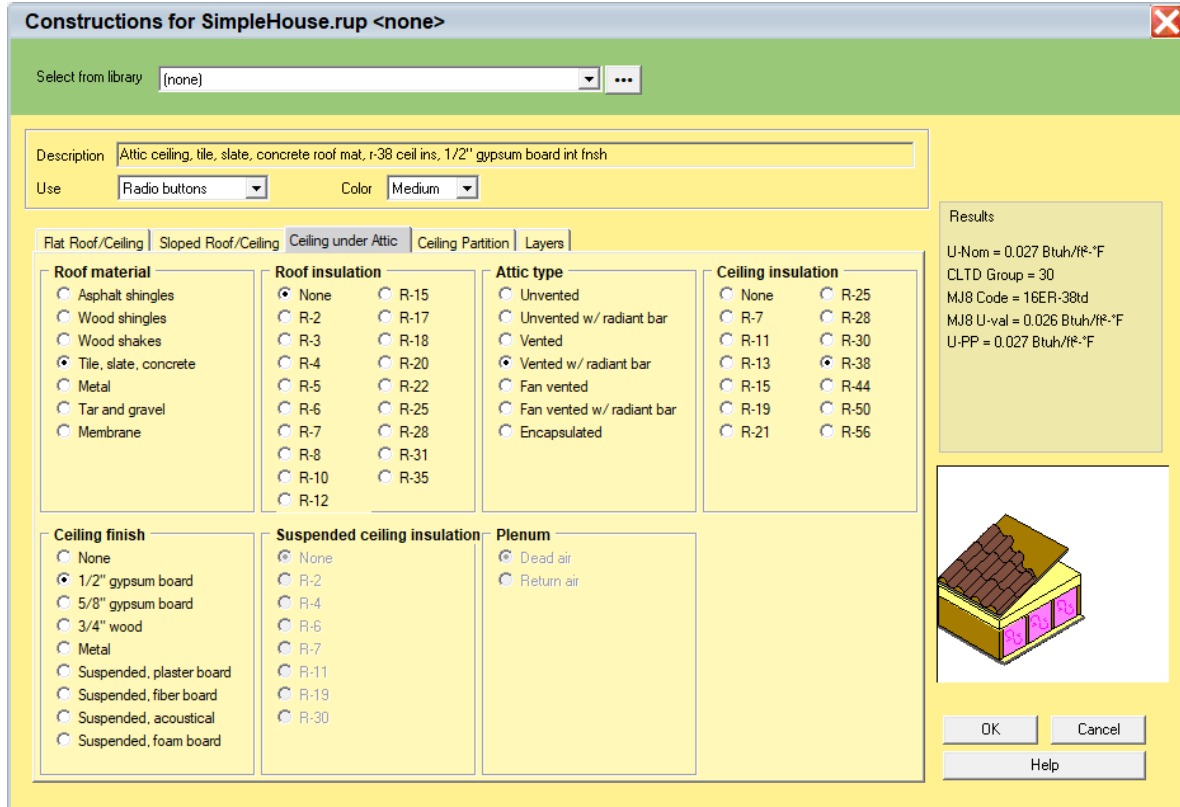 Constructions for SimpleHouse.rup <none>
Select from library (none) ...
Description Attic ceiling, tile, slate, concrete roof mat, r-38 ceil ins, 1/2" gypsum board int fnsh
Use Radio buttons Color Medium
Flat Roof/Ceiling Sloped Roof/Ceiling Ceiling under Attic Ceiling Partition Layers
Roof material
Asphalt shingles
Wood shingles
Wood shakes
Tile, slate, concrete
Metal
Tar and gravel
Membrane
Roof insulation
None R-15
R-2 R-17
R-3 R-18
R-4 R-20
R-5 R-22
R-6 R-25
R-7 R-28
R-8 R-31
R-10 R-35
R-12
Attic type
Unvented
Unvented w/ radiant bar
Vented
Vented w/ radiant bar
Fan vented
Fan vented w/ radiant bar
Encapsulated
Ceiling insulation
None R-25
R-7 R-28
R-11 R-30
R-13 R-38
R-15 R-44
R-19 R-50
R-21 R-56
Ceiling finish
None
1/2" gypsum board
5/8" gypsum board
3/4" wood
Metal
Suspended, plaster board
Suspended, fiber board
Suspended, acoustical
Suspended, foam board
Suspended ceiling insulation
None
R-2
R-4
R-6
R-7
R-11
R-19
R-30
Plenum
Dead air
Return air
Results
U-Nom = 0.027 Btuh/ft²-°F
CLTD Group = 30
MJ8 Code = 16ER-38td
MJ8 U-val = 0.026 Btuh/ft²-°F
U-PP = 0.027 Btuh/ft²-°F
OK Cancel
Help